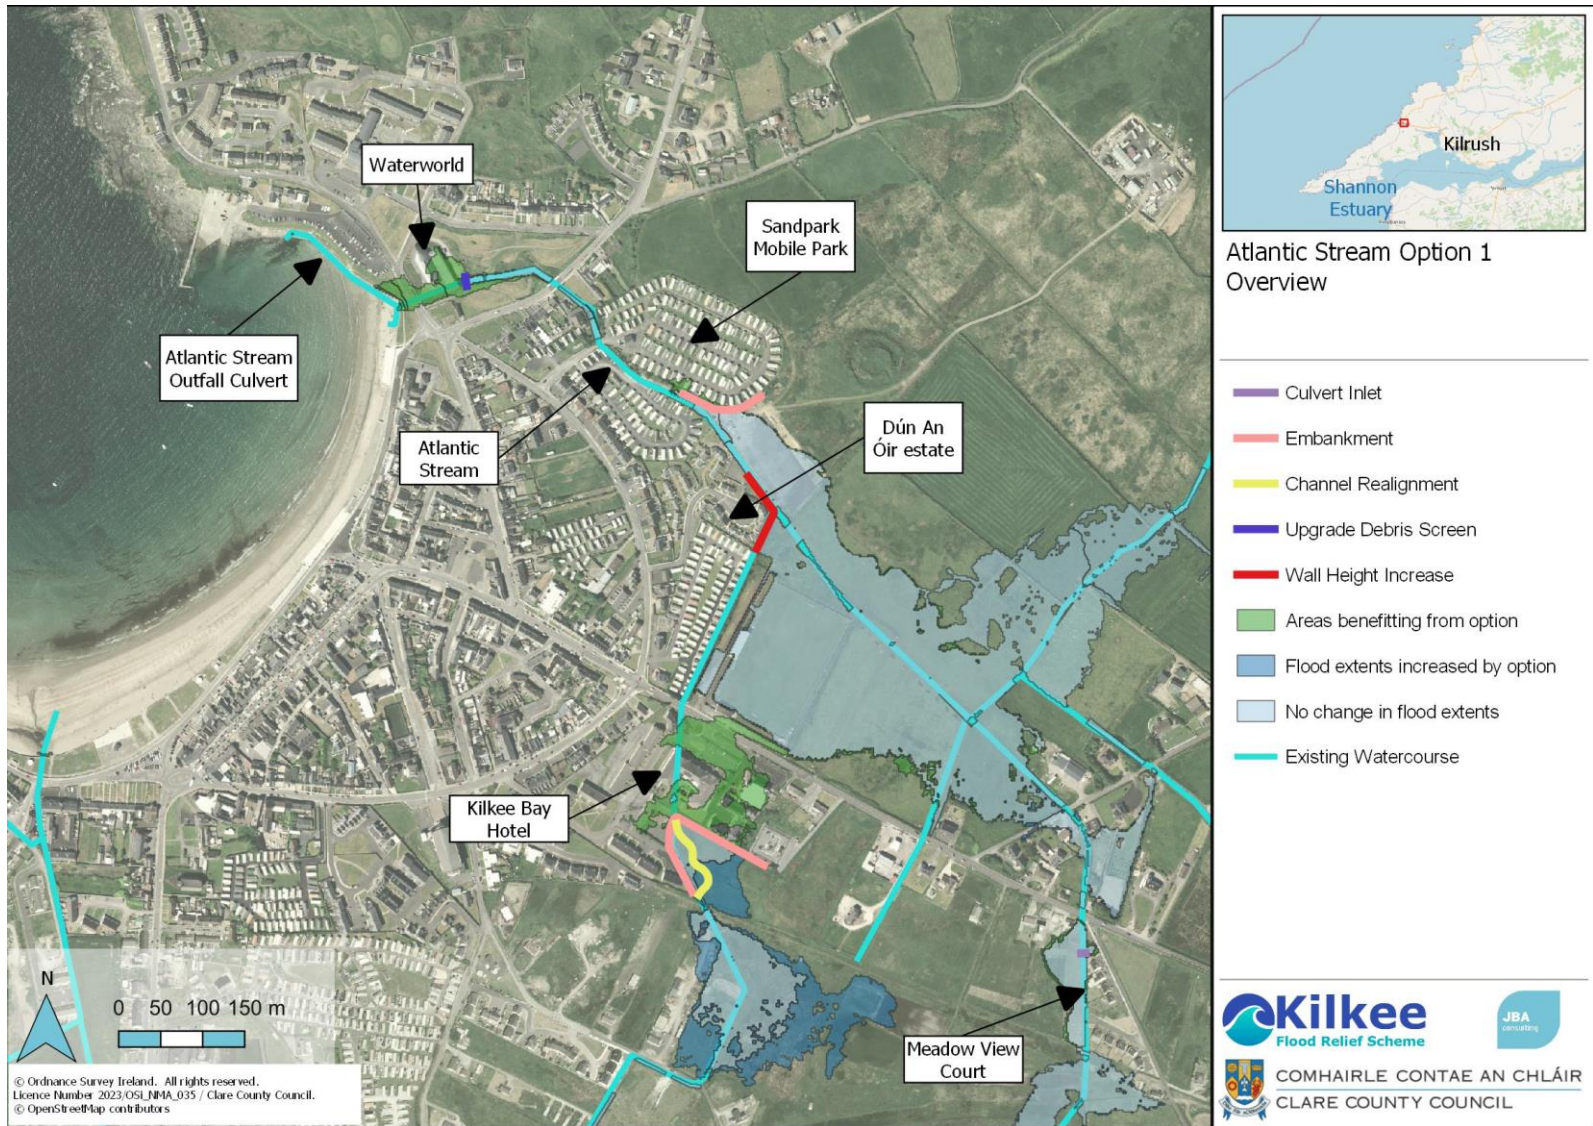 Waterworld
Sandpark
Mobile Park
Atlantic Stream
Outfall Culvert
Atlantic
Stream
Dún An
Óir estate
Kilkee Bay
Hotel
Meadow View
Court
N
0 50 100 150 m
© Ordnance Survey Ireland. All rights reserved.
Licence Number 2023/OSi_NMA_035 / Clare County Council.
© OpenStreetMap contributors
Kilrush
Shannon
Estuary
Atlantic Stream Option 1
Overview
Culvert Inlet
Embankment
Channel Realignment
Upgrade Debris Screen
Wall Height Increase
Areas benefitting from option
Flood extents increased by option
No change in flood extents
Existing Watercourse
Kilkee
Flood Relief Scheme
JBA
consulting
COMHAIRLE CONTAE AN CHLÁIR
CLARE COUNTY COUNCIL